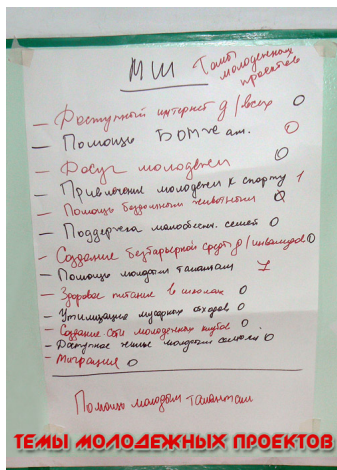 МШ Темы
молодежных
проектов
— Доступный интернет д/всех 0
— Помощь БОМЖам. 0
— Досуг молодежи 0
— Привлечение молодежи к спорту 1
— Помощь бездомным животным 0
— Поддержка малообеспеч. семей 0
— Создание безбарьерной среды д/инвалидов 0
— Помощь молодым талантам 7
— Здоровое питание в школах 0
— Утилизация мусорных отходов 0
— Создание сети молодежных клубов 0
— Доступное жилье молодым семьям 0
— Миграция 0
Помощь молодым талантам
ТЕМЫ МОЛОДЕЖНЫХ ПРОЕКТОВ